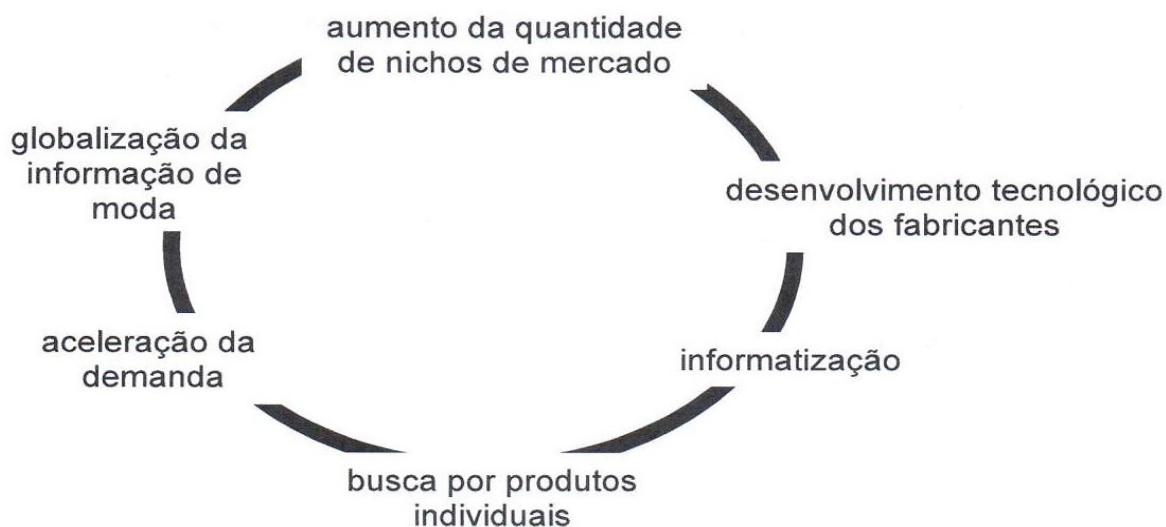 aumento da quantidade
de nichos de mercado
globalização da
informação de
moda
desenvolvimento tecnológico
dos fabricantes
aceleração da
demanda
informatização
busca por produtos
individuais